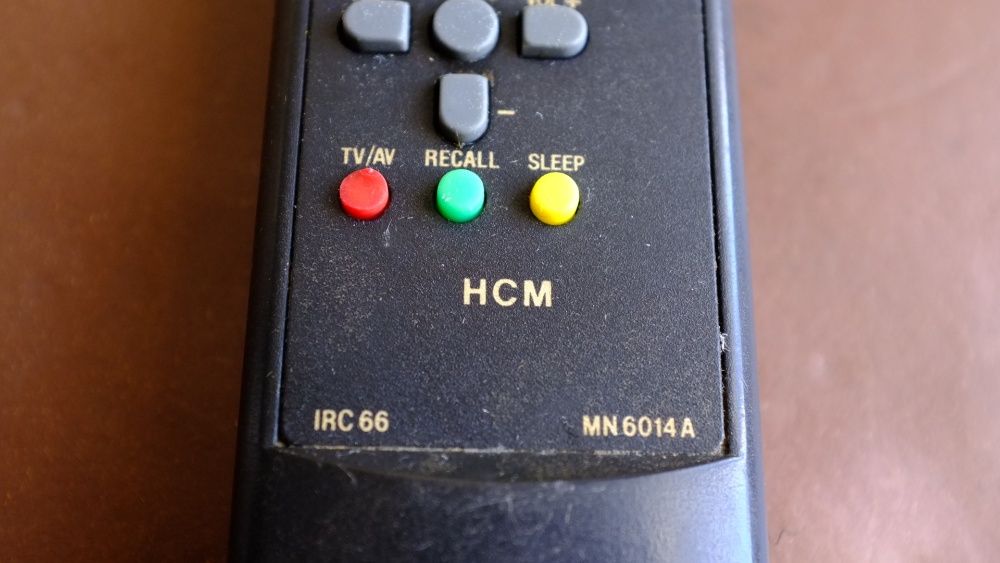 –
TV/AV RECALL SLEEP
HCM
IRC 66 MN 6014 A